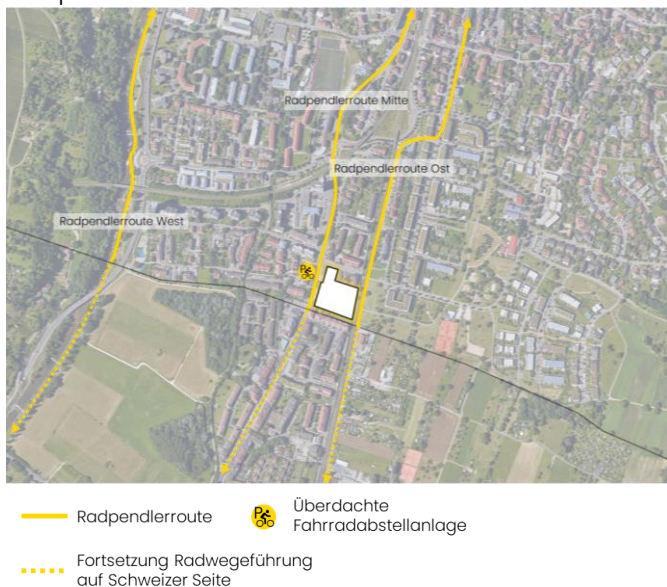 Radpendlerroute Mitte
Radpendlerroute Ost
Radpendlerroute West
P
Radpendlerroute
P
Überdachte
Fahrradabstellanlage
Fortsetzung Radwegeführung
auf Schweizer Seite